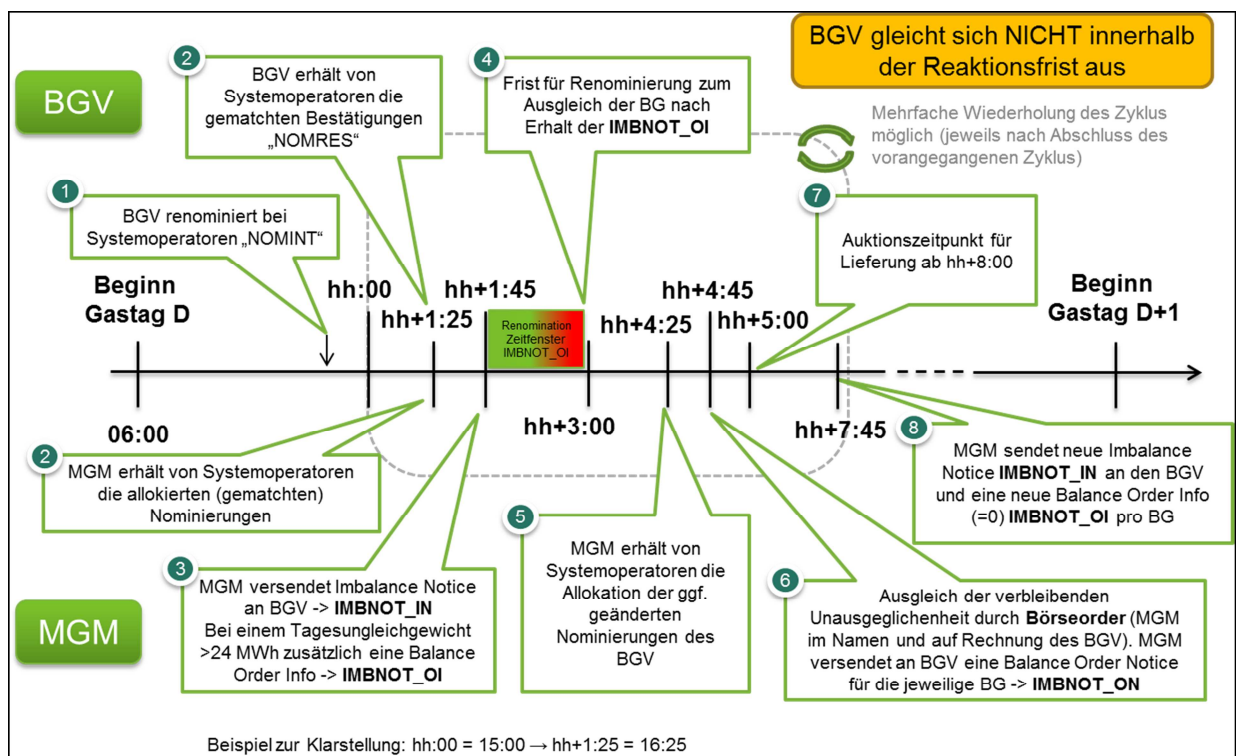 BGV gleicht sich NICHT innerhalb
der Reaktionsfrist aus
BGV
2
BGV erhält von
Systemoperatoren die
gematchten Bestätigungen
„NOMRES“
4
Frist für Renominierung zum
Ausgleich der BG nach
Erhalt der IMBNOT_OI
Mehrfache Wiederholung des Zyklus
möglich (jeweils nach Abschluss des
vorangegangenen Zyklus)
1
BGV renominiert bei
Systemoperatoren „NOMINT“
7
Auktionszeitpunkt für
Lieferung ab hh+8:00
Beginn
Gastag D
hh:00
hh+1:25
hh+1:45
Renomination
Zeitfenster
IMBNOT_OI
hh+4:25
hh+4:45
hh+5:00
Beginn
Gastag D+1
06:00
hh+3:00
hh+7:45
2
MGM erhält von Systemoperatoren
die allokierten (gematchten)
Nominierungen
8
MGM sendet neue Imbalance
Notice IMBNOT_IN an den BGV
und eine neue Balance Order Info
(=0) IMBNOT_OI pro BG
MGM
3
MGM versendet Imbalance Notice
an BGV -> IMBNOT_IN
Bei einem Tagesungleichgewicht
>24 MWh zusätzlich eine Balance
Order Info -> IMBNOT_OI
5
MGM erhält von
Systemoperatoren die
Allokation der ggf.
geänderten
Nominierungen des
BGV
6
Ausgleich der verbleibenden
Unausgeglichenheit durch Börseorder (MGM
im Namen und auf Rechnung des BGV). MGM
versendet an BGV eine Balance Order Notice
für die jeweilige BG -> IMBNOT_ON
Beispiel zur Klarstellung: hh:00 = 15:00 → hh+1:25 = 16:25